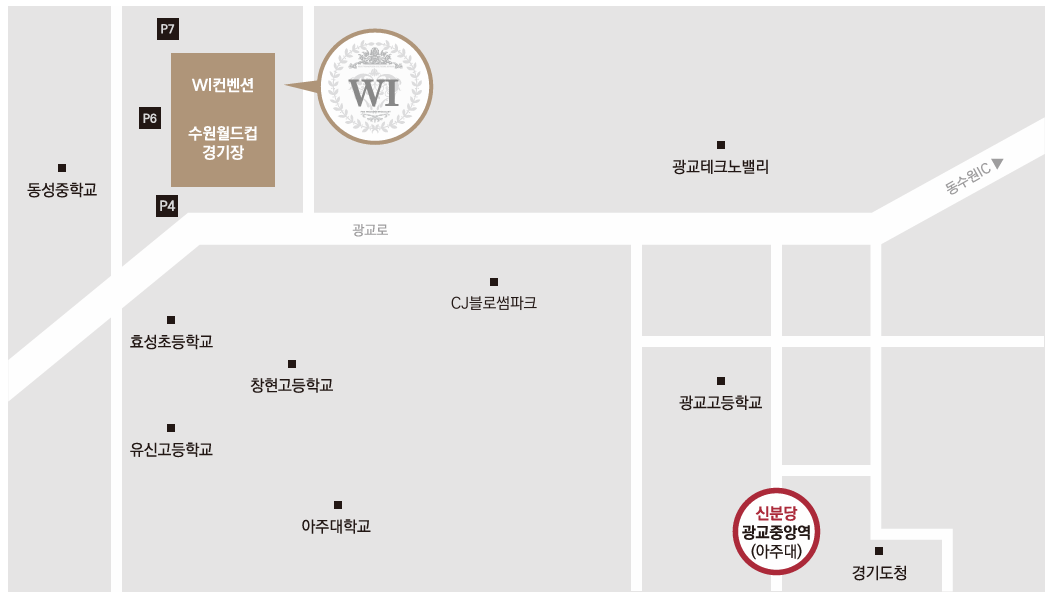 P7
WI컨벤션
WI
P6
수원월드컵
경기장
광교테크노밸리
동성중학교
동수원IC▼
P4
광교로
CJ블로썸파크
효성초등학교
창현고등학교
광교고등학교
유신고등학교
아주대학교
신분당
광교중앙역
(아주대)
경기도청